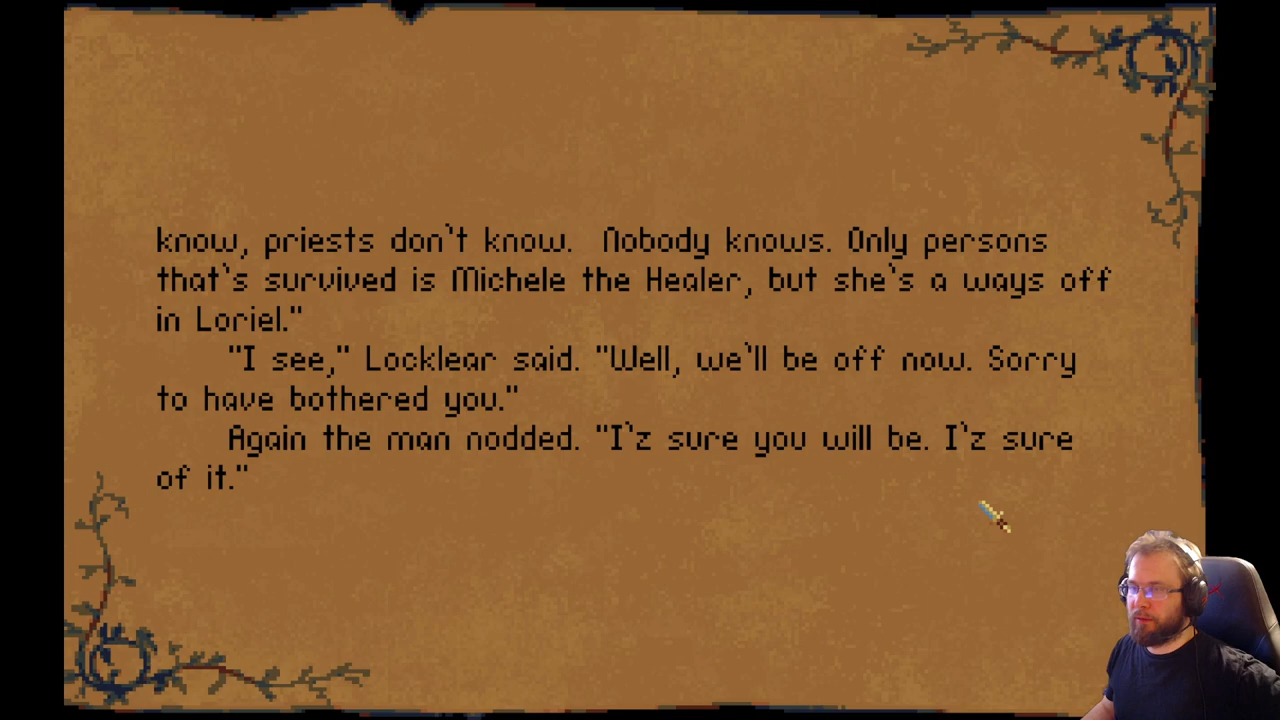 know, priests don't know.  Nobody knows. Only persons
that's survived is Michele the Healer, but she's a ways off
in Loriel."
"I see," Locklear said. "Well, we'll be off now. Sorry
to have bothered you."
Again the man nodded. "I'z sure you will be. I'z sure
of it."